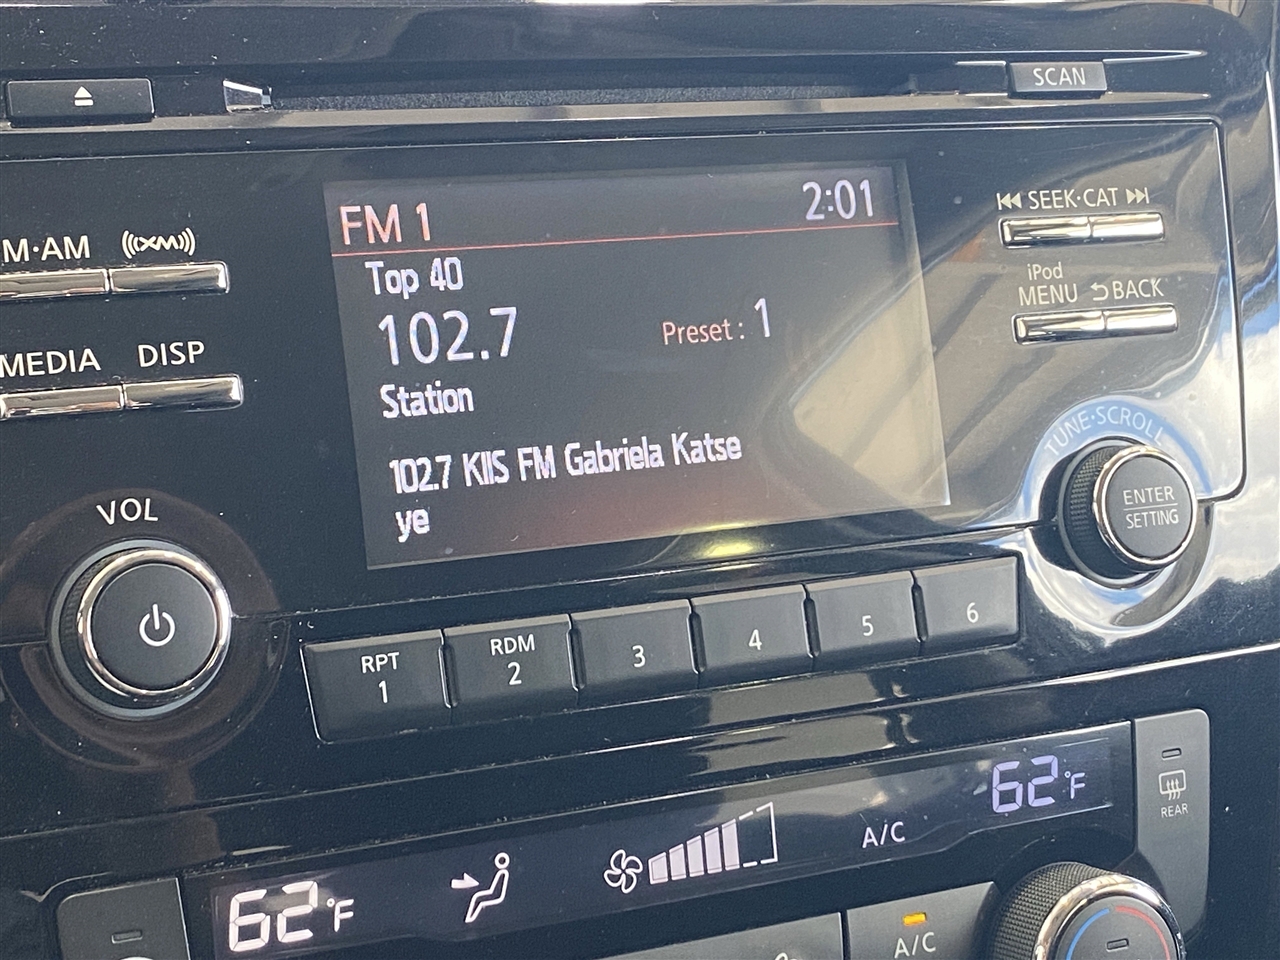 SCAN
FM 1
2:01
SEEK·CAT
M·AM
((XM))
Top 40
iPod
MENU
BACK
102.7
Preset : 1
MEDIA
DISP
Station
TUNE·SCROLL
102.7 KIIS FM Gabriela Katse
ye
ENTER
SETTING
VOL
RPT
1
RDM
2
3
4
5
6
62°F
REAR
A/C
62°F
A/C